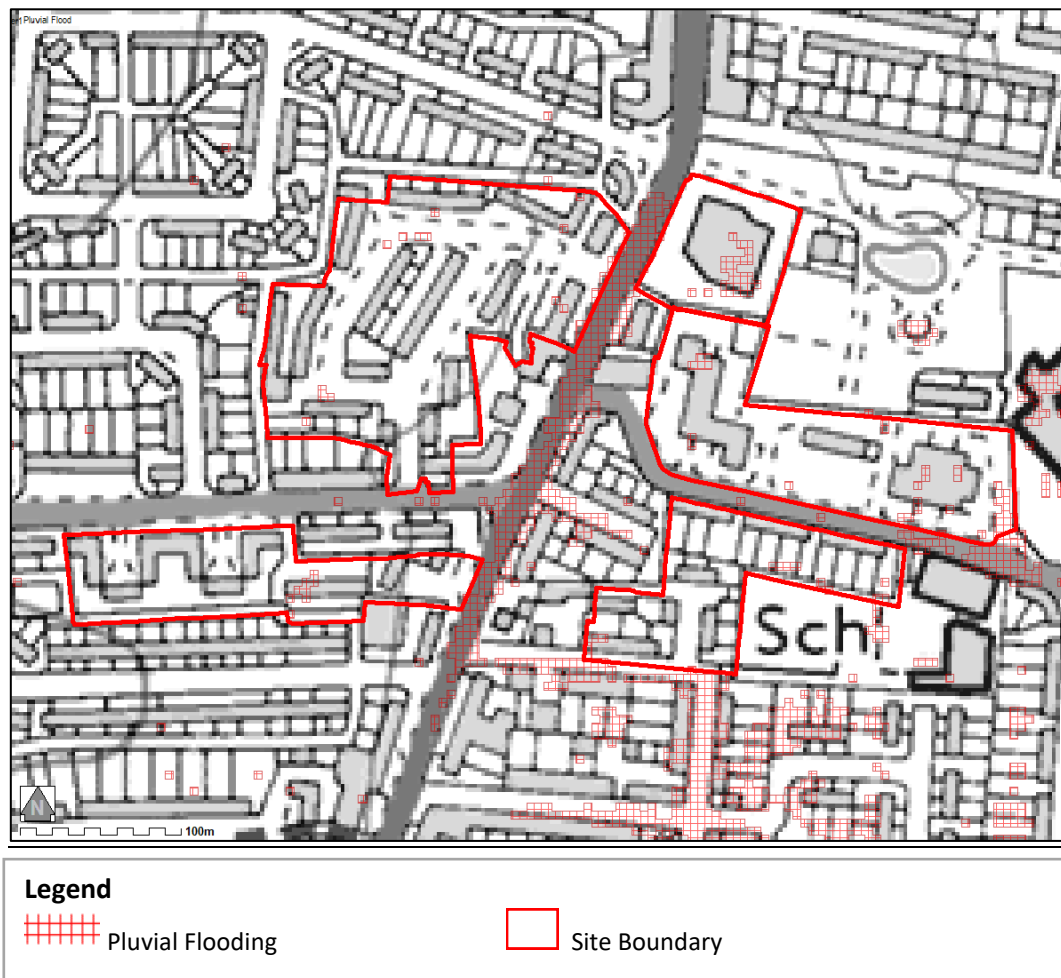 Pluvial Flood
Sch
N
100m
Legend
Pluvial Flooding
Site Boundary